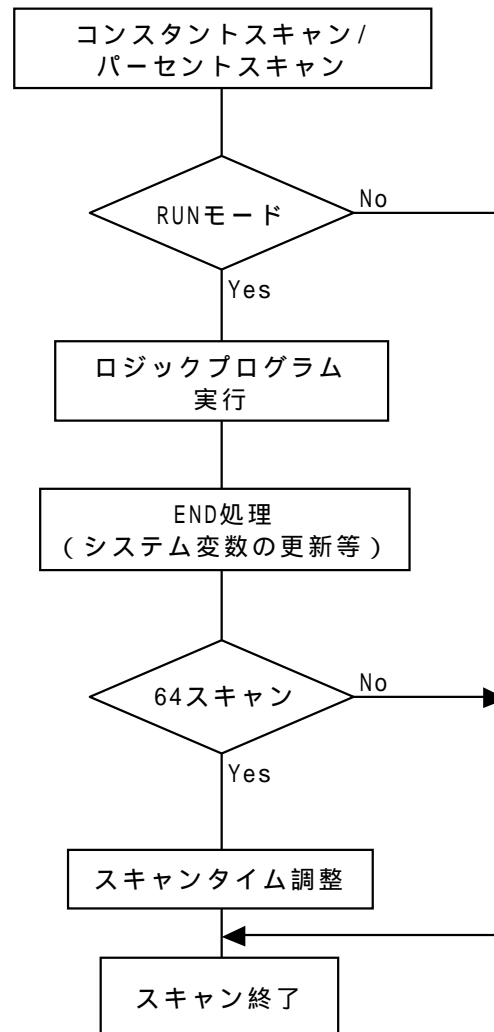 コンスタントスキャン/
パーセントスキャン
RUNモード
No
Yes
ロジックプログラム
実行
END処理
(システム変数の更新等)
64スキャン
No
Yes
スキャンタイム調整
スキャン終了